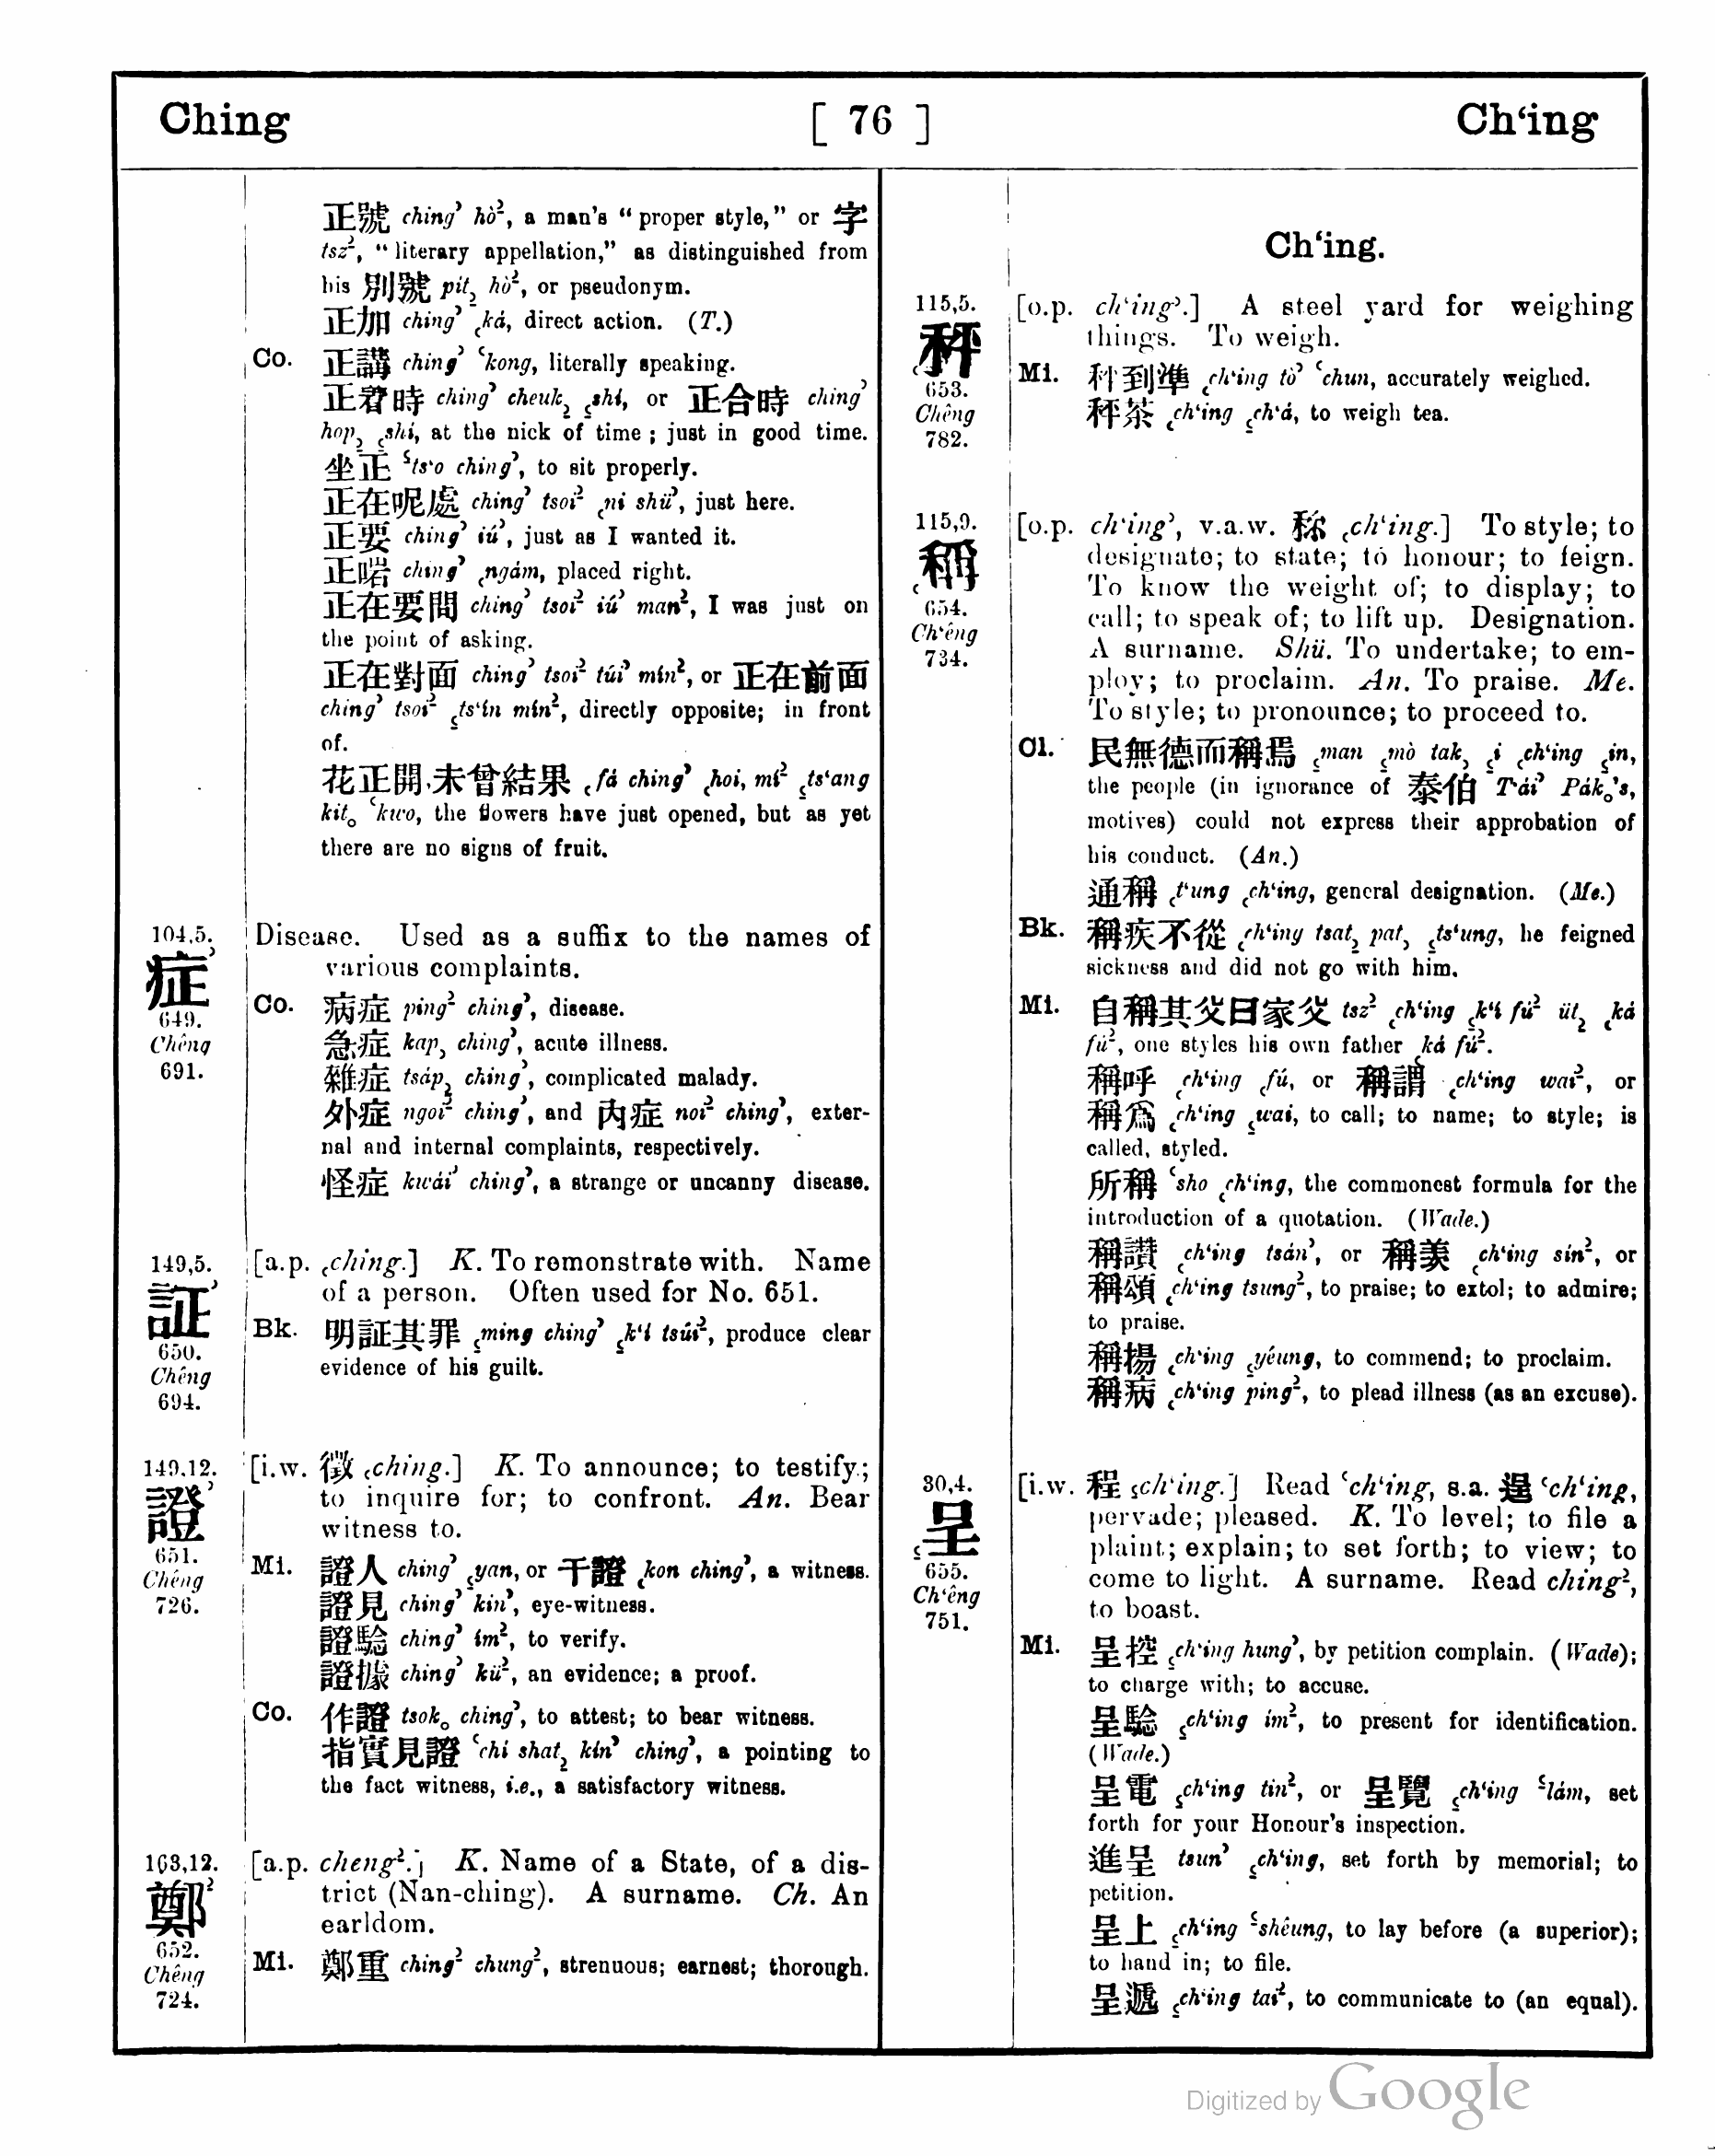 Ching [ 76 ] Ch‘ing
正號 ching’ hò², a man's “proper style,” or 字
tsz², “literary appellation,” as distinguished from
his 別號 pít₂ hò², or pseudonym.
正加 ching’ ꜀ká, direct action. (T.)
Co. 正講 ching’ ꜂kong, literally speaking.
正着時 ching’ cheuk₂ ꜁shí, or 正合時 ching’
hop₂ ꜁shí, at the nick of time; just in good time.
坐正 ꜃ts‘o ching’, to sit properly.
正在呢處 ching’ tsoi² ꜀ni shü’, just here.
正要 ching’ iú’, just as I wanted it.
正啱 ching’ ꜀ngám, placed right.
正在要問 ching’ tsoi² iú’ man², I was just on
the point of asking.
正在對面 ching’ tsoi² túi’ mín², or 正在前面
ching’ tsoi² ꜁ts‘ín mín², directly opposite; in front
of.
花正開,未曾結果 ꜀fá ching’ ꜀hoi, mí² ꜁ts‘ang
kít꜀ ꜂kwo, the flowers have just opened, but as yet
there are no signs of fruit.
104,5. Disease. Used as a suffix to the names of
症’ various complaints.
649. Co. 病症 ping² ching’, disease.
Chêng 急症 kap₂ ching’, acute illness.
691. 雜症 tsáp₂ ching’, complicated malady.
外症 ngoi² ching’, and 內症 noi² ching’, exter-
nal and internal complaints, respectively.
怪症 kwái’ ching’, a strange or uncanny disease.
149,5. [a.p. ꜀ching.] K. To remonstrate with. Name
証’ of a person. Often used for No. 651.
650. Bk. 明証其罪 ꜁ming ching’ ꜁k‘í tsúi², produce clear
Chêng evidence of his guilt.
694.
149,12. [i.w. 徵 ꜀ching.] K. To announce; to testify;
證’ to inquire for; to confront. An. Bear
witness to.
651. Mi. 證人 ching’ ꜁yan, or 干證 ꜀kon ching’, a witness.
Chêng 證見 ching’ kín’, eye-witness.
726. 證驗 ching’ ím², to verify.
證據 ching’ kü², an evidence; a proof.
Co. 作證 tsok꜀ ching’, to attest; to bear witness.
指實見證 ꜂chí shat₂ kín’ ching’, a pointing to
the fact witness, i.e., a satisfactory witness.
163,12. [a.p. cheng².] K. Name of a State, of a dis-
鄭² trict (Nan-ching). A surname. Ch. An
earldom.
652. Mi. 鄭重 ching² chung², strenuous; earnest; thorough.
Chêng
724.
Ch‘ing.
115,5. [o.p. ch‘ing’.] A steel yard for weighing
秤 things. To weigh.
653. Mi. 秤到準 ꜀ch‘ing tò’ ꜂chun, accurately weighed.
Chêng 秤茶 ꜀ch‘ing ꜁ch‘á, to weigh tea.
782.
115,9. [o.p. ch‘ing’, v.a.w. 称 ꜀ch‘ing.] To style; to
稱 designate; to state; to honour; to feign.
654. To know the weight of; to display; to
Ch‘êng call; to speak of; to lift up. Designation.
734. A surname. Shü. To undertake; to em-
ploy; to proclaim. An. To praise. Me.
To style; to pronounce; to proceed to.
Cl. 民無德而稱焉 ꜁man ꜁mò tak₂ ꜁í ꜀ch‘ing ꜁ín,
the people (in ignorance of 泰伯 T‘ái’ Pák꜀'s,
motives) could not express their approbation of
his conduct. (An.)
通稱 ꜀t‘ung ꜀ch‘ing, general designation. (Me.)
Bk. 稱疾不從 ꜀ch‘ing tsat₂ pat₂ ꜁ts‘ung, he feigned
sickness and did not go with him.
Mi. 自稱其父曰家父 tsz² ꜀ch‘ing ꜁k‘í fú² üt₂ ꜀ká
fú², one styles his own father ꜀ká fú².
稱呼 ꜀ch‘ing ꜀fú, or 稱謂 ꜀ch‘ing wai², or
稱爲 ꜀ch‘ing ꜁wai, to call; to name; to style; is
called, styled.
所稱 ꜂sho ꜀ch‘ing, the commonest formula for the
introduction of a quotation. (Wade.)
稱讃 ꜀ch‘ing tsán’, or 稱羡 ꜀ch‘ing sín², or
稱頌 ꜀ch‘ing tsung², to praise; to extol; to admire;
to praise.
稱揚 ꜀ch‘ing ꜁yéung, to commend; to proclaim.
稱病 ꜀ch‘ing ping², to plead illness (as an excuse).
30,4. [i.w. 程 ꜁ch‘ing.] Read ꜂ch‘ing, s.a. 逞 ꜂ch‘ing,
呈 pervade; pleased. K. To level; to file a
plaint; explain; to set forth; to view; to
655. come to light. A surname. Read ching²,
Ch‘êng to boast.
751. Mi. 呈控 ꜁ch‘ing hung’, by petition complain. (Wade);
to charge with; to accuse.
呈驗 ꜁ch‘ing ím², to present for identification.
(Wade.)
呈電 ꜁ch‘ing tín², or 呈覽 ꜁ch‘ing ꜃lám, set
forth for your Honour's inspection.
進呈 tsun’ ꜁ch‘ing, set forth by memorial; to
petition.
呈上 ꜁ch‘ing ꜃shêung, to lay before (a superior);
to hand in; to file.
呈遞 ꜁ch‘ing tai², to communicate to (an equal).
Digitized by Google